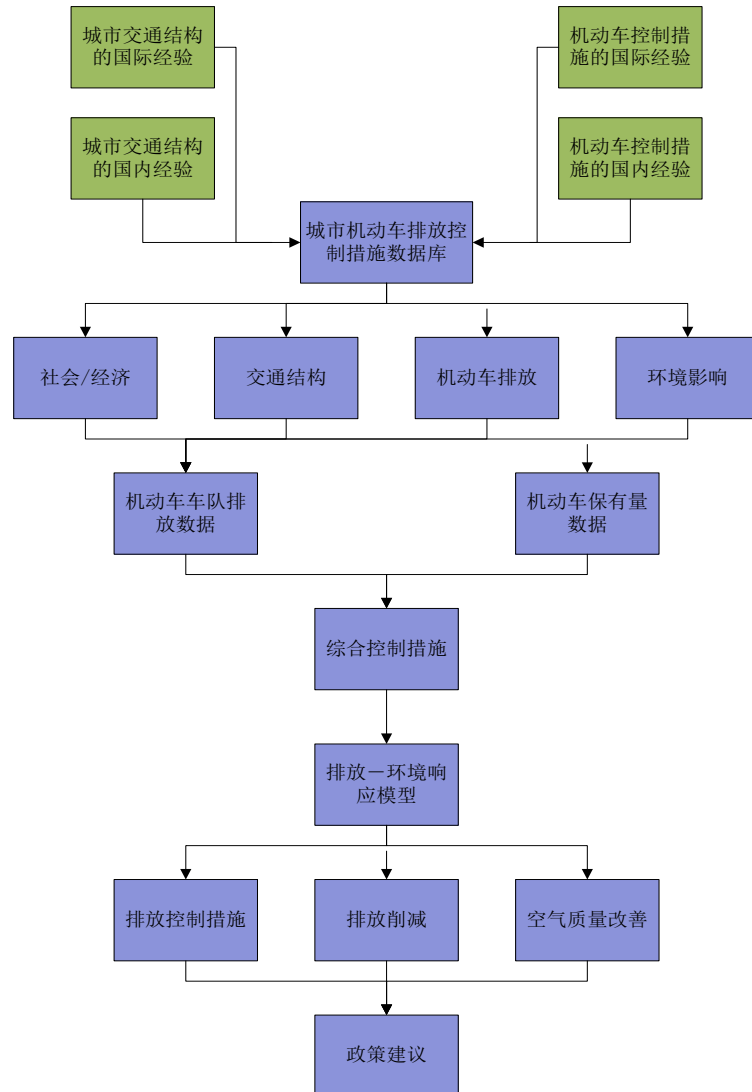 城市交通结构
的国际经验
机动车控制措
施的国际经验
城市交通结构
的国内经验
机动车控制措
施的国内经验
城市机动车排放控
制措施数据库
社会/经济
交通结构
机动车排放
环境影响
机动车车队排
放数据
机动车保有量
数据
综合控制措施
排放－环境响
应模型
排放控制措施
排放削减
空气质量改善
政策建议